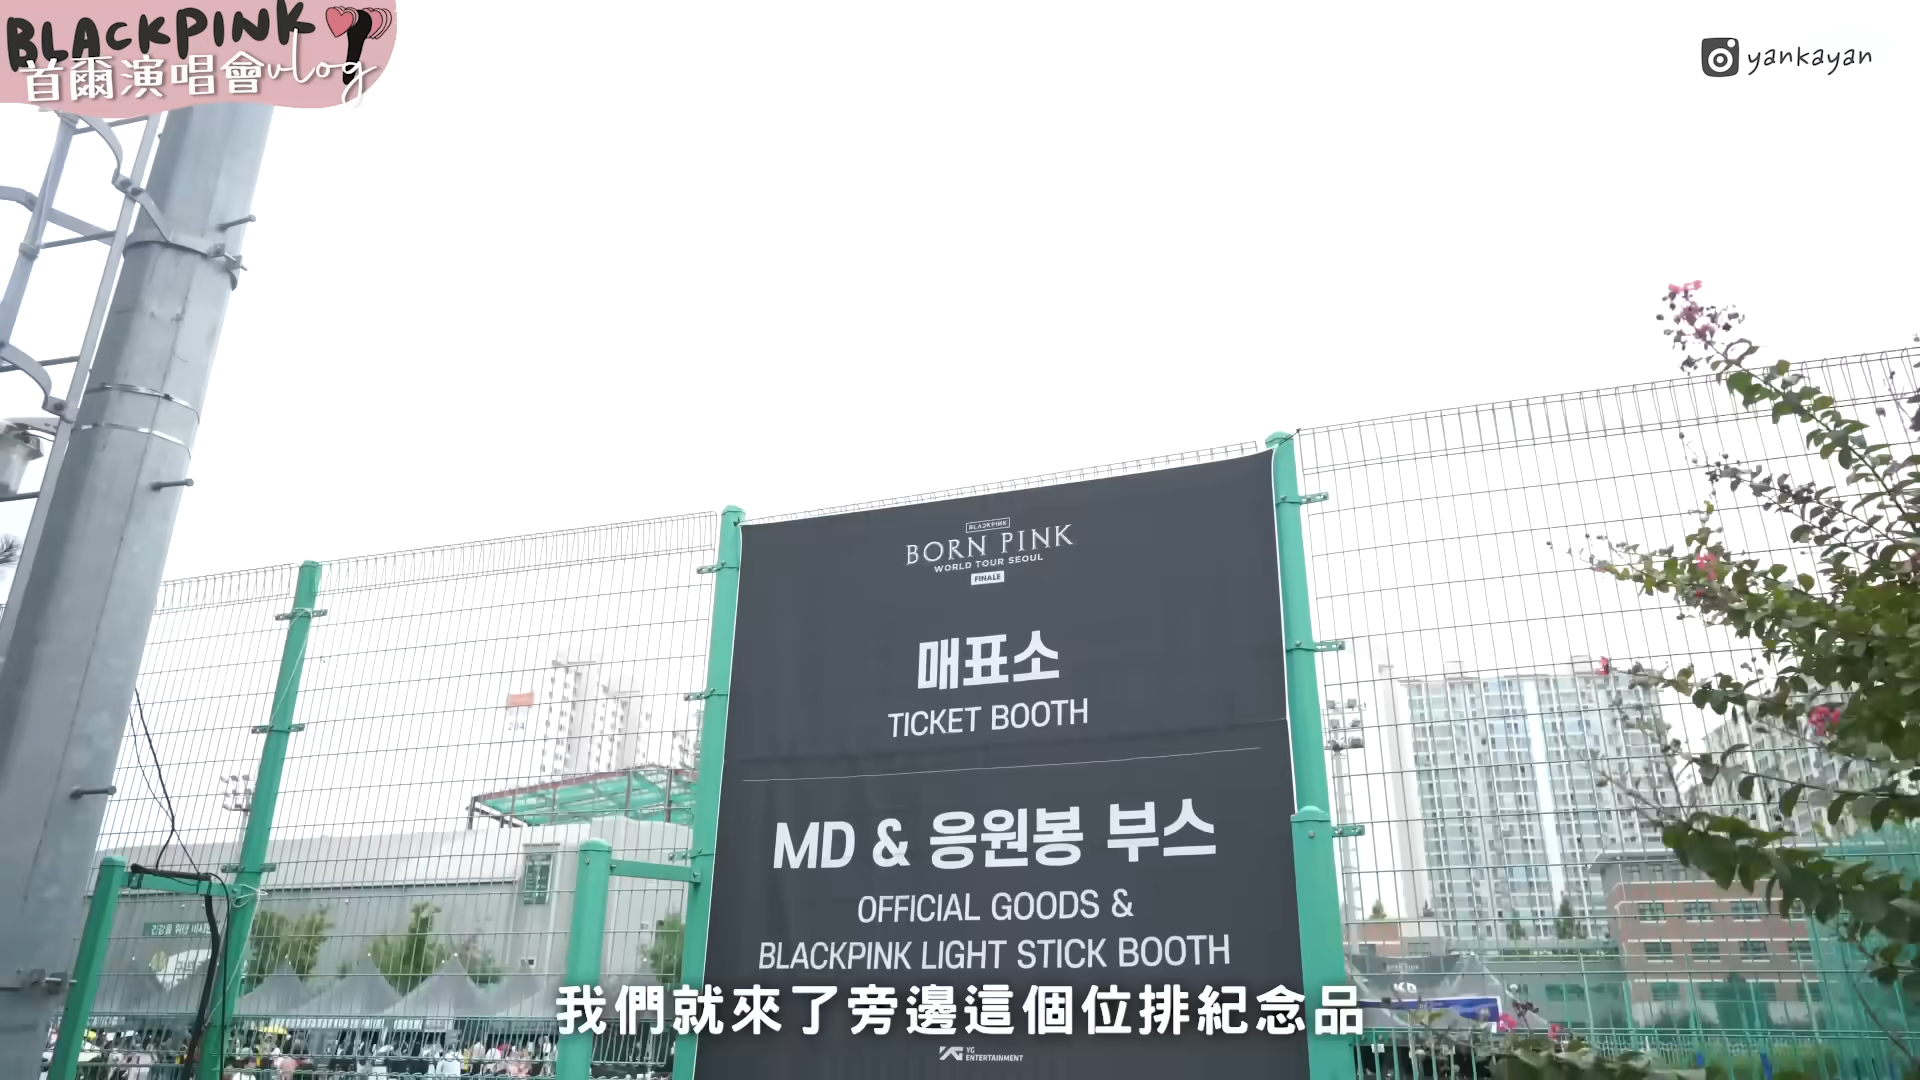 BLACKPINK
首爾演唱會vlog
yankayan
BLACKPINK
BORN PINK
WORLD TOUR SEOUL
FINALE
매표소
TICKET BOOTH
MD & 응원봉 부스
OFFICIAL GOODS &
BLACKPINK LIGHT STICK BOOTH
我們就來了旁邊這個位排紀念品
YG
ENTERTAINMENT